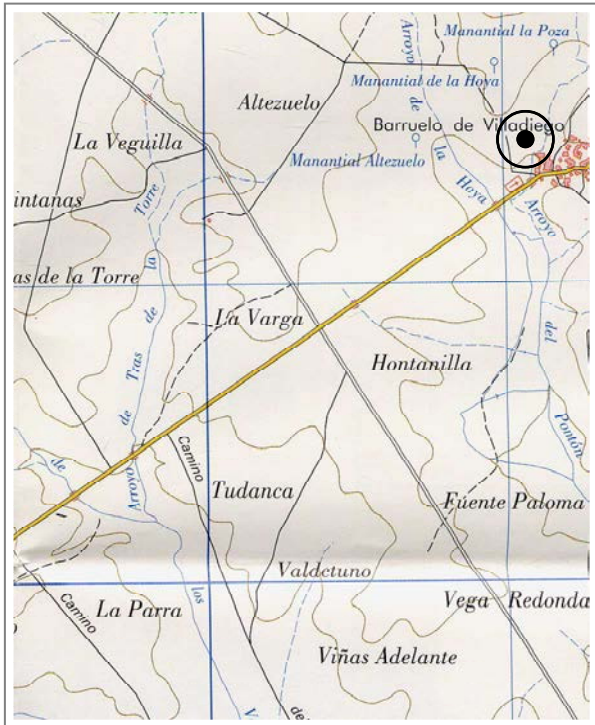 Manantial la Poza
Arroyo de la Hoya
Manantial de la Hoya
Altezuelo
Barruelo de Villadiego
La Veguilla
Manantial Altezuelo
intanas
as de la Torre
Arroyo del Pontón
La Varga
Hontanilla
Arroyo de Tras de la Torre
Camino
de
Tudanca
Fuente Paloma
Valdetuno
los
Vega Redonda
La Parra
Camino
Viñas Adelante
V
de